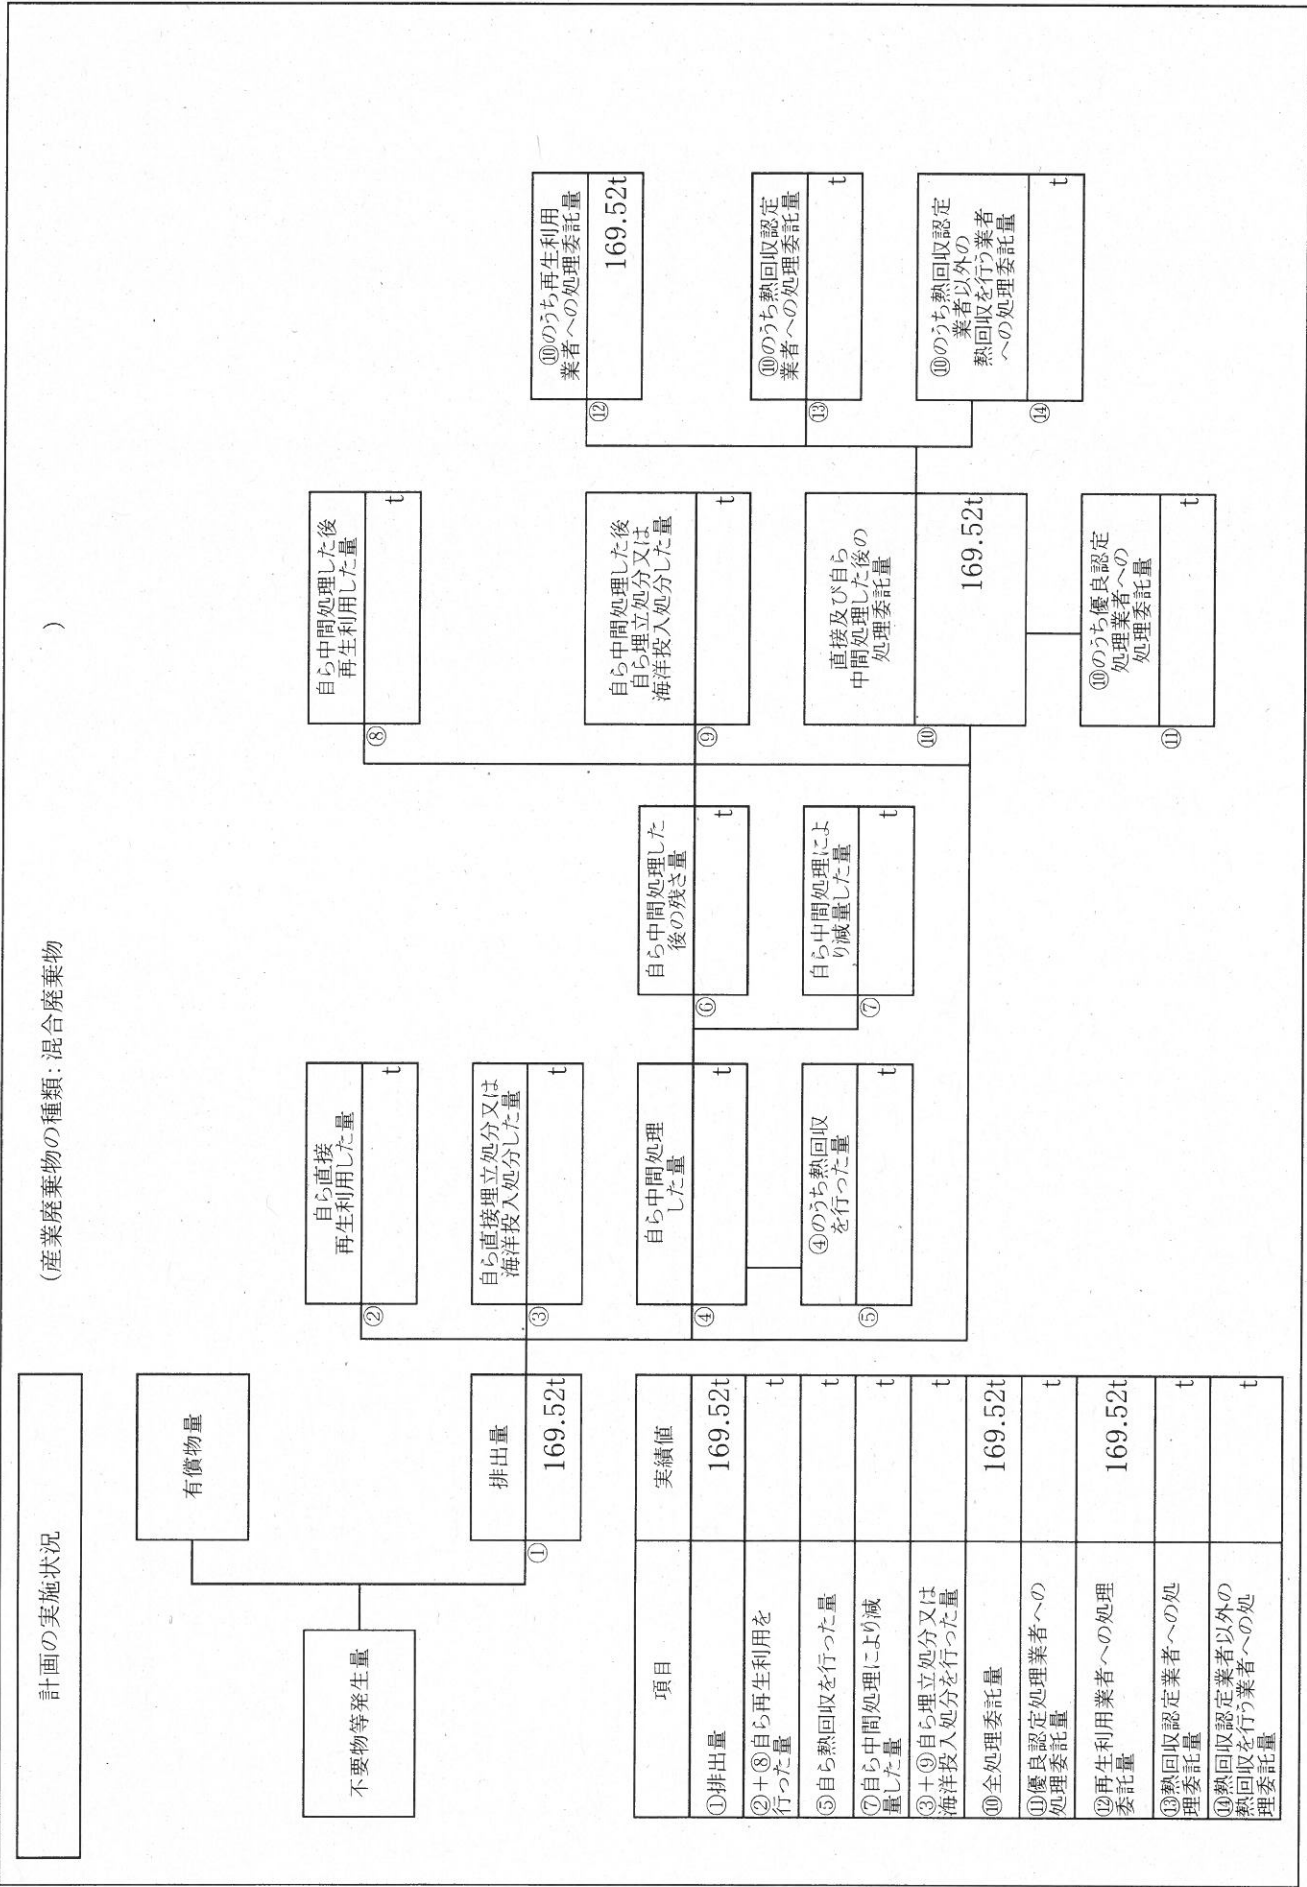 計画の実施状況
(産業廃棄物の種類：混合廃棄物 )
不要物等発生量
有償物量
①
排出量
169.52t
②
自ら直接
再生利用した量
t
③
自ら直接埋立処分又は
海洋投入処分した量
t
④
自ら中間処理
した量
t
⑤
④のうち熱回収
を行った量
t
⑥
自ら中間処理した
後の残さ量
t
⑦
自ら中間処理によ
り減量した量
t
⑧
自ら中間処理した後
再生利用した量
t
⑨
自ら中間処理した後
自ら埋立処分又は
海洋投入処分した量
t
⑩
直接及び自ら
中間処理した後の
処理委託量
169.52t
⑪
⑩のうち優良認定
処理業者への
処理委託量
t
⑫
⑩のうち再生利用
業者への処理委託量
169.52t
⑬
⑩のうち熱回収認定
業者への処理委託量
t
⑭
⑩のうち熱回収認定
業者以外の
熱回収を行う業者
への処理委託量
t
項目 実績値
①排出量 169.52t
②＋⑧自ら再生利用を
行った量 t
⑤自ら熱回収を行った量 t
⑦自ら中間処理により減
量した量 t
③＋⑨自ら埋立処分又は
海洋投入処分を行った量 t
⑩全処理委託量 169.52t
⑪優良認定処理業者への
処理委託量 t
⑫再生利用業者への処理
委託量 169.52t
⑬熱回収認定業者への処
理委託量 t
⑭熱回収認定業者以外の
熱回収を行う業者への処
理委託量 t